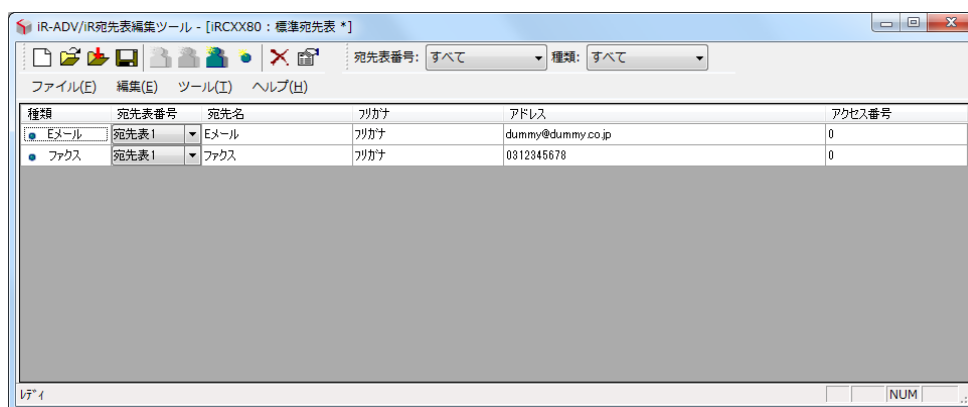 iR-ADV/iR宛先表編集ツール - [iRCXX80 : 標準宛先表 *]
宛先表番号: すべて 種類: すべて
ファイル(F) 編集(E) ツール(T) ヘルプ(H)
種類 宛先表番号 宛先名 フリガナ アドレス アクセス番号
Eメール 宛先表1 Eメール フリガナ dummy@dummy.co.jp 0
ファクス 宛先表1 ファクス フリガナ 0312345678 0
レディ NUM